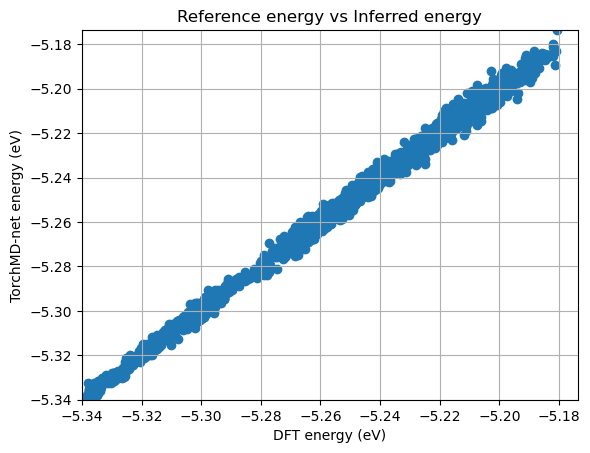 Reference energy vs Inferred energy
TorchMD-net energy (eV)
−5.18
−5.20
−5.22
−5.24
−5.26
−5.28
−5.30
−5.32
−5.34
−5.34 −5.32 −5.30 −5.28 −5.26 −5.24 −5.22 −5.20 −5.18
DFT energy (eV)